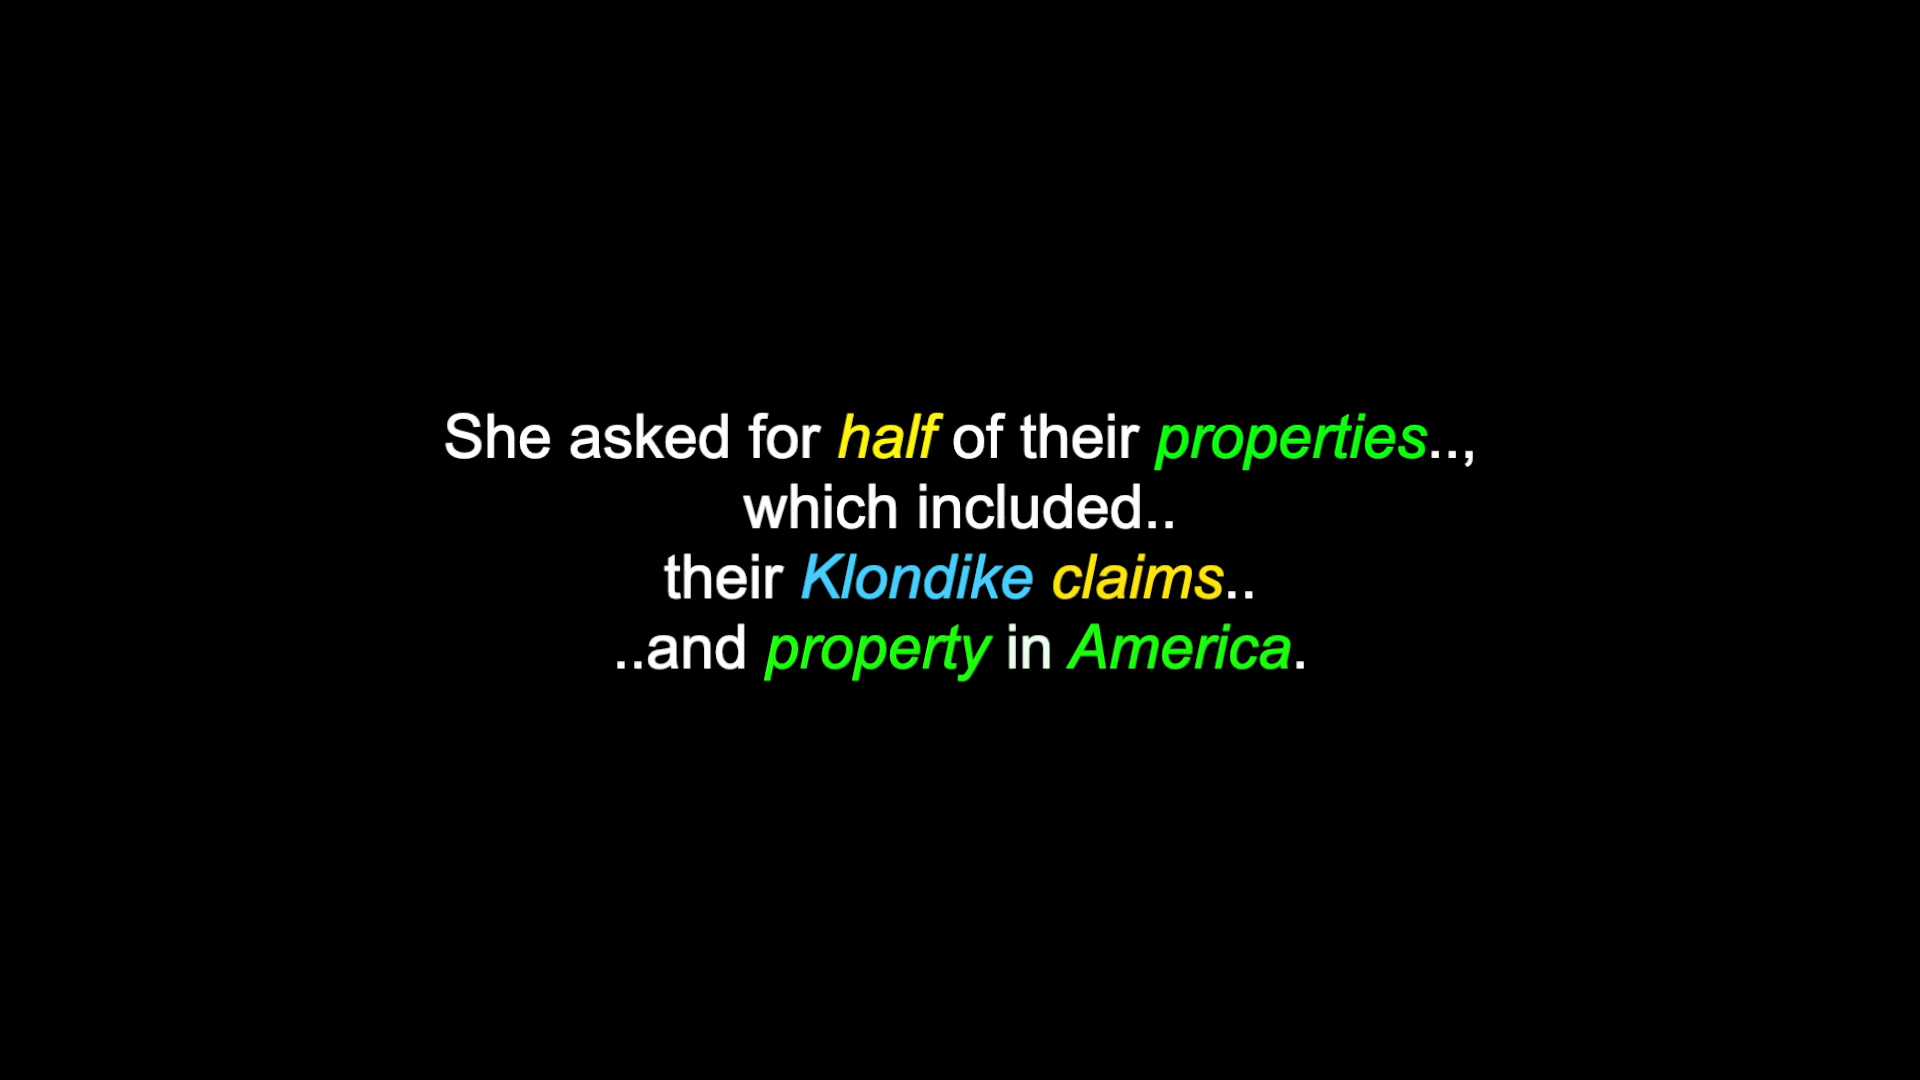 She asked for half of their properties..,
which included..
their Klondike claims..
..and property in America.